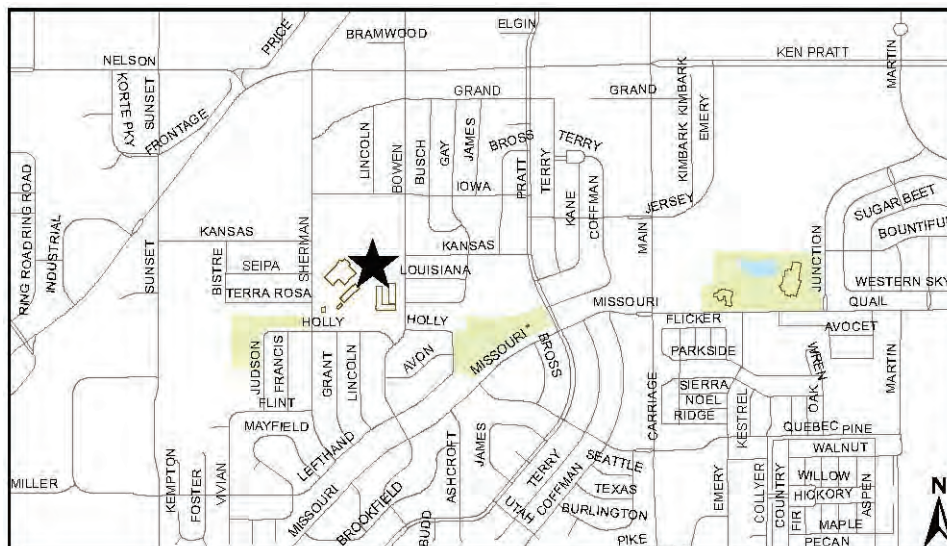 ELGIN
BRAMWOOD
PRICE
NELSON
KEN PRATT
MARTIN
KORTE PKY
SUNSET
FRONTAGE
GRAND
GRAND
KIMBARK
KIMBARK
EMERY
LINCOLN
BOWEN
BUSCH
GAY
JAMES
BROSS
TERRY
PRATT
TERRY
IOWA
KANE
COFFMAN
JERSEY
MAIN
SUGAR BEET
BOUNTIFUL
RING ROAD
RING ROAD
INDUSTRIAL
SUNSET
KANSAS
BISTRE
SEIPA
TERRA ROSA
SHERMAN
KANSAS
LOUISIANA
JUNCTION
WESTERN SKY
MISSOURI
QUAIL
HOLLY
HOLLY
FLICKER
AVOCET
PARKSIDE
WREN
MARTIN
JUDSON
FRANCIS
GRANT
LINCOLN
AVON
MISSOURI
BROSS
CARRIAGE
SIERRA
NOEL
RIDGE
KESTREL
OAK
FLINT
MAYFIELD
LEFTHAND
QUEBEC
PINE
WALNUT
MILLER
KEMPTON
FOSTER
VIVIAN
MISSOURI
BROOKFIELD
ASHCROFT
JAMES
BUDD
TERRY
UTAH
COFFMAN
SEATTLE
TEXAS
BURLINGTON
PIKE
EMERY
COLLYER
COUNTRY
WILLOW
HICKORY
FIR
MAPLE
ASPEN
PECAN
N